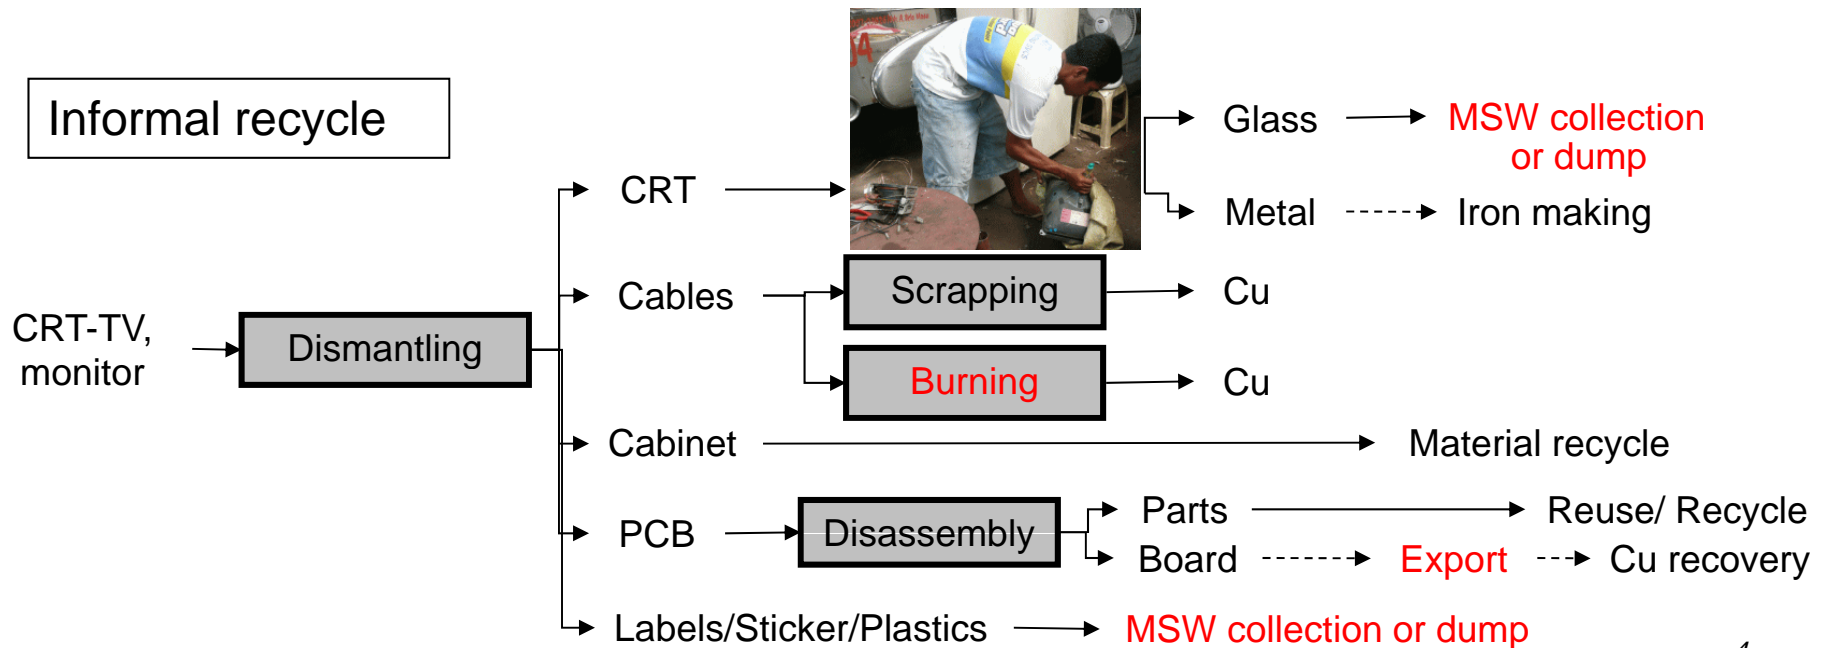 Informal recycle
CRT-TV,
monitor
Dismantling
CRT
Glass
MSW collection
or dump
Metal
Iron making
Cables
Scrapping
Cu
Burning
Cu
Cabinet
Material recycle
PCB
Disassembly
Parts
Reuse/ Recycle
Board
Export
Cu recovery
Labels/Sticker/Plastics
MSW collection or dump